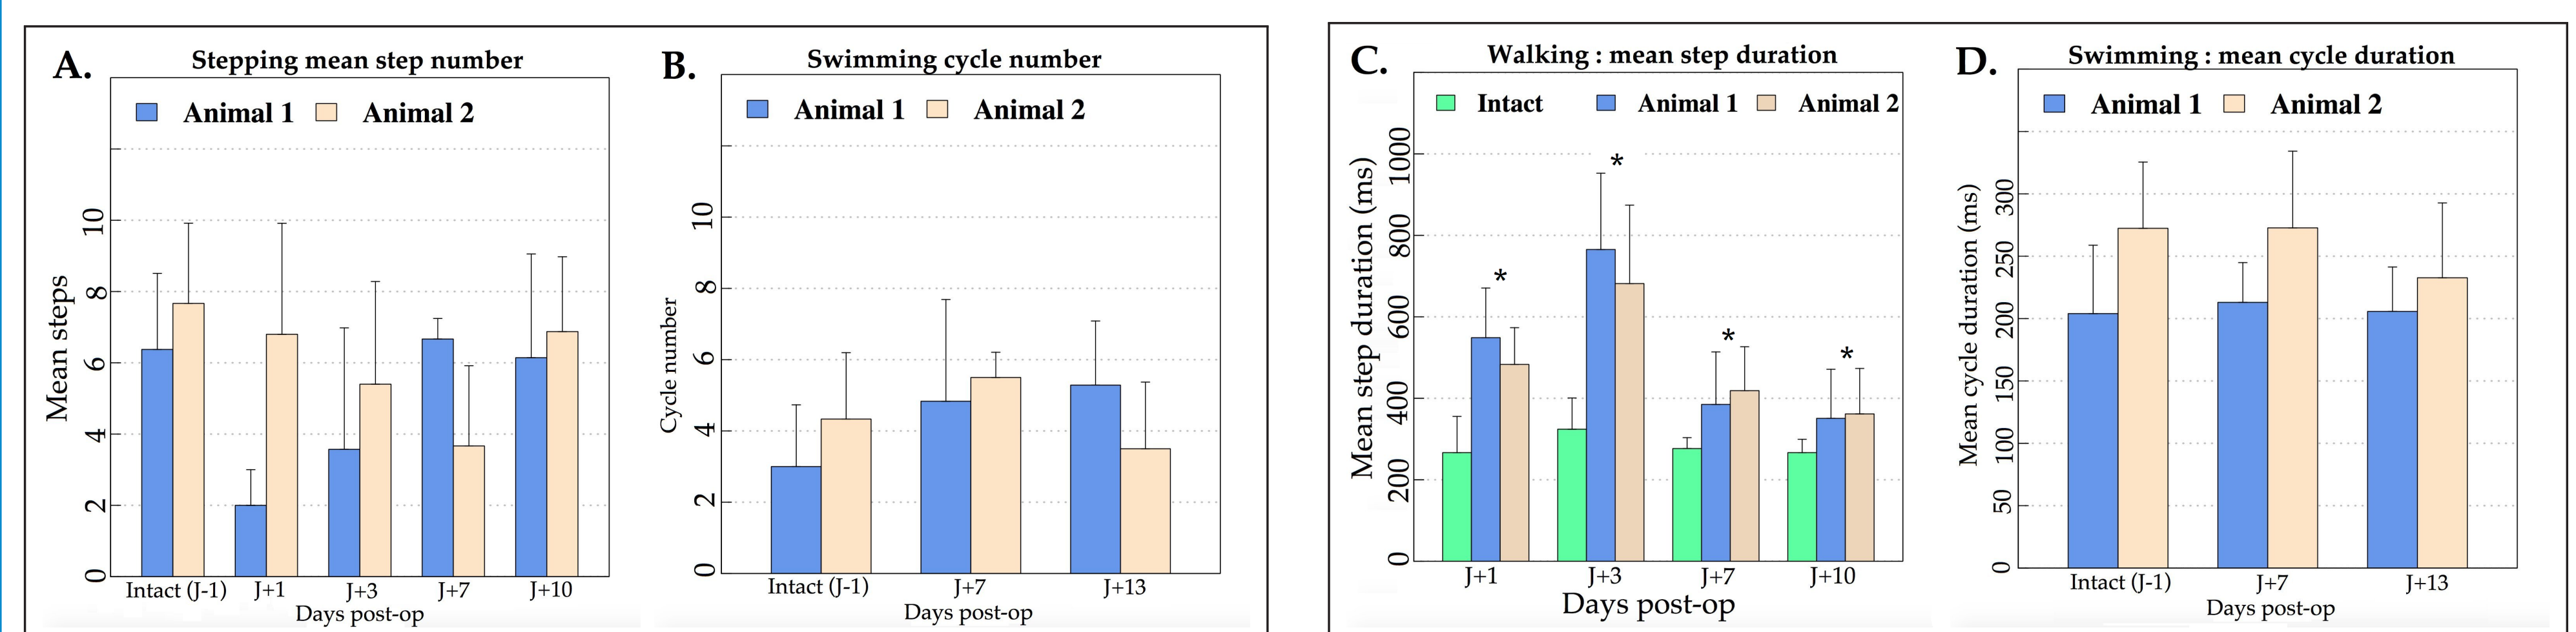 A.
Stepping mean step number
Animal 1
Animal 2
Mean steps
10
8
6
4
2
0
Intact (J-1)
J+1
J+3
J+7
J+10
Days post-op
B.
Swimming cycle number
Animal 1
Animal 2
Cycle number
10
8
6
4
2
0
Intact (J-1)
J+7
J+13
Days post-op
C.
Walking : mean step duration
Intact
Animal 1
Animal 2
Mean step duration (ms)
1000
800
600
400
200
0
*
*
*
*
J+1
J+3
J+7
J+10
Days post-op
D.
Swimming : mean cycle duration
Animal 1
Animal 2
Mean cycle duration (ms)
300
250
200
150
100
50
0
Intact (J-1)
J+7
J+13
Days post-op